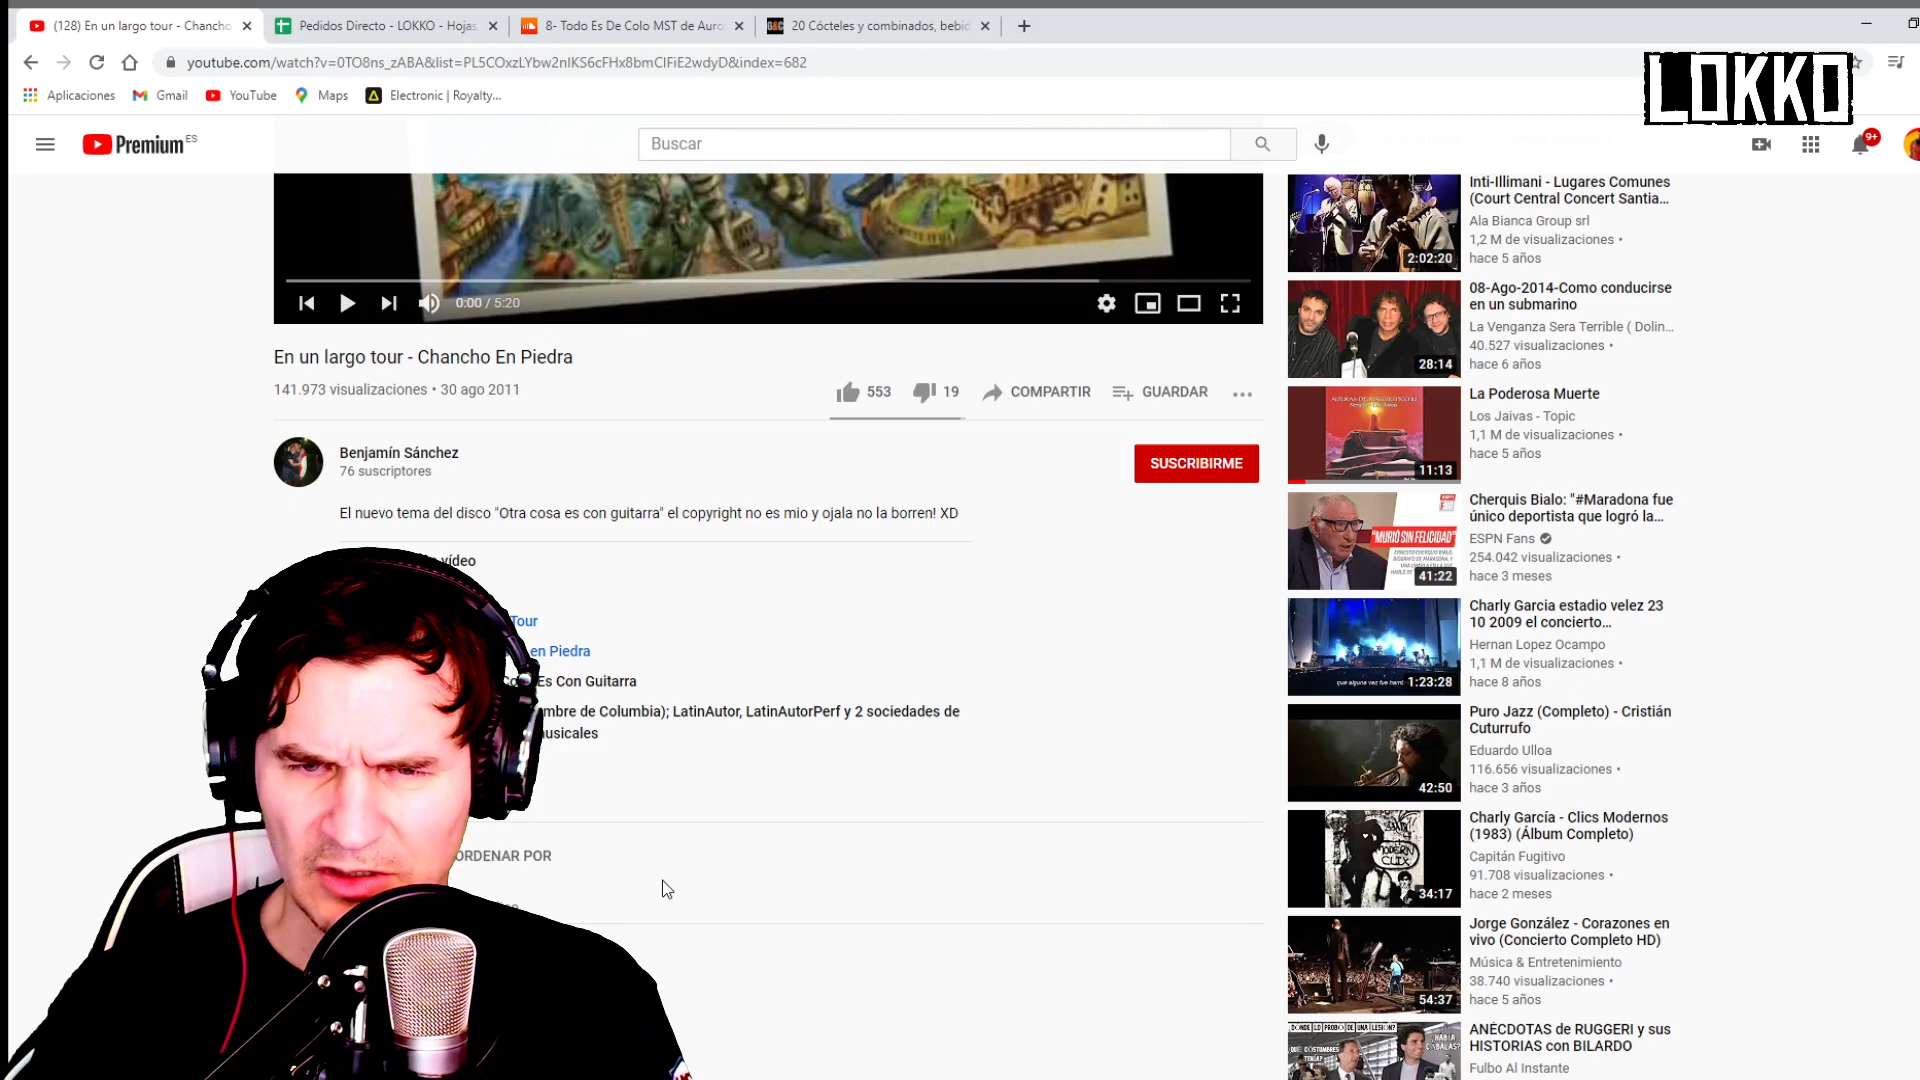 (128) En un largo tour - Chancho
Pedidos Directo - LOKKO - Hojas
8- Todo Es De Colo MST de Auro
20 Cócteles y combinados, bebid
youtube.com/watch?v=0TO8ns_zABA&list=PL5COxzLYbw2nlKS6cFHx8bmClFiE2wdyD&index=682
LOKKO
Aplicaciones
Gmail
YouTube
Maps
Electronic | Royalty...
Premium ES
Buscar
9+
0:00 / 5:20
En un largo tour - Chancho En Piedra
141.973 visualizaciones • 30 ago 2011
553
19
COMPARTIR
GUARDAR
Benjamín Sánchez
76 suscriptores
SUSCRIBIRME
El nuevo tema del disco "Otra cosa es con guitarra" el copyright no es mio y ojala no la borren! XD
vídeo
Tour
en Piedra
Es Con Guitarra
mbre de Columbia); LatinAutor, LatinAutorPerf y 2 sociedades de
usicales
ORDENAR POR
Inti-Illimani - Lugares Comunes
(Court Central Concert Santia...
Ala Bianca Group srl
1,2 M de visualizaciones •
hace 5 años
2:02:20
08-Ago-2014-Como conducirse
en un submarino
La Venganza Sera Terrible ( Dolin...
40.527 visualizaciones •
hace 6 años
28:14
La Poderosa Muerte
Los Jaivas - Topic
1,1 M de visualizaciones •
hace 5 años
11:13
Cherquis Bialo: "#Maradona fue
único deportista que logró la...
ESPN Fans
254.042 visualizaciones •
hace 3 meses
"MURIÓ SIN FELICIDAD"
41:22
Charly Garcia estadio velez 23
10 2009 el concierto...
Hernan Lopez Ocampo
1,1 M de visualizaciones •
hace 8 años
1:23:28
Puro Jazz (Completo) - Cristián
Cuturrufo
Eduardo Ulloa
116.656 visualizaciones •
hace 3 años
42:50
Charly García - Clics Modernos
(1983) (Álbum Completo)
Capitán Fugitivo
91.708 visualizaciones •
hace 2 meses
MODERN
CLIX
34:17
Jorge González - Corazones en
vivo (Concierto Completo HD)
Música & Entretenimiento
38.740 visualizaciones •
hace 5 años
54:37
ANÉCDOTAS de RUGGERI y sus
HISTORIAS con BILARDO
Fulbo Al Instante